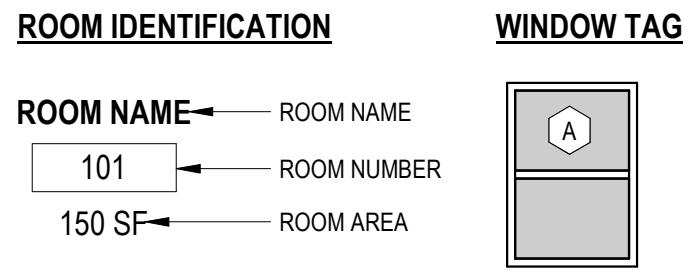 ROOM IDENTIFICATION
WINDOW TAG
ROOM NAME
ROOM NAME
101
ROOM NUMBER
150 SF
ROOM AREA
A